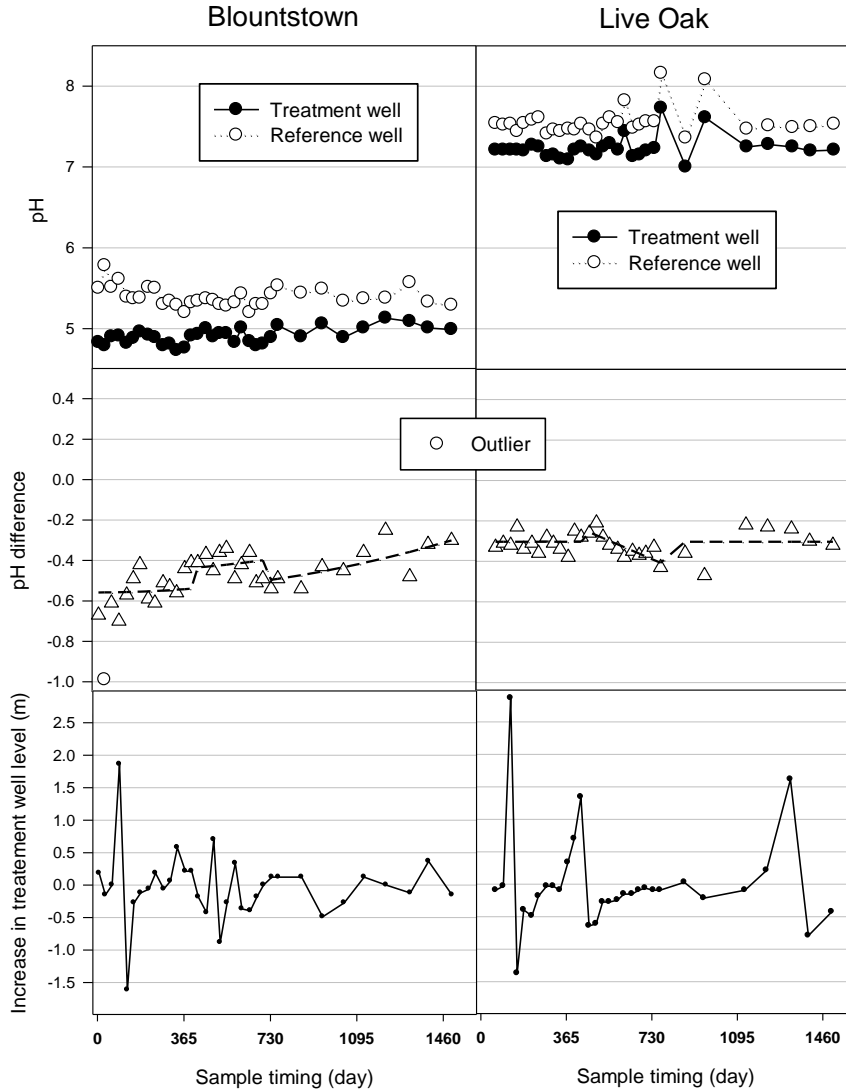 Blountstown
Live Oak
8
7
6
5
pH
Treatment well
Reference well
Treatment well
Reference well
0.4
0.2
0.0
-0.2
-0.4
-0.6
-0.8
-1.0
pH difference
Outlier
2.5
2.0
1.5
1.0
0.5
0.0
-0.5
-1.0
-1.5
Increase in treatement well level (m)
0 365 730 1095 1460
0 365 730 1095 1460
Sample timing (day)
Sample timing (day)